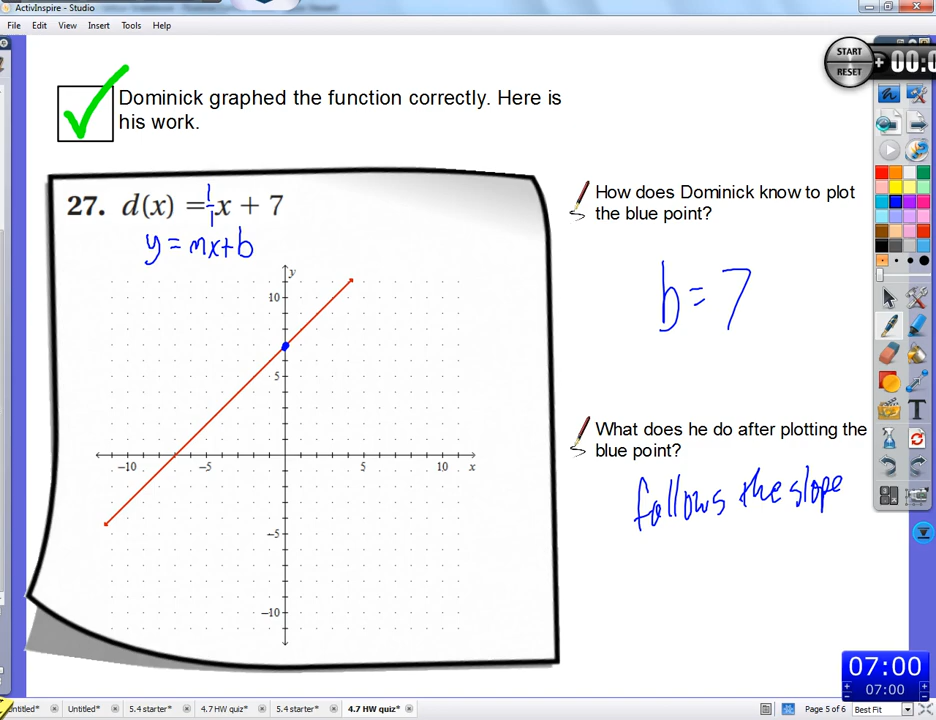 ActivInspire - Studio
File Edit View Insert Tools Help
START
RESET
Dominick graphed the function correctly. Here is
his work.
27. d(x) = 1/1 x + 7
y = mx+b
y
10
5
-10 -5 5 10 x
-5
-10
How does Dominick know to plot
the blue point?
b = 7
What does he do after plotting the
blue point?
follows the slope
07:00
07:00
Untitled* 5.4 starter* 4.7 HW quiz* 5.4 starter* 4.7 HW quiz* Page 5 of 6 Best Fit